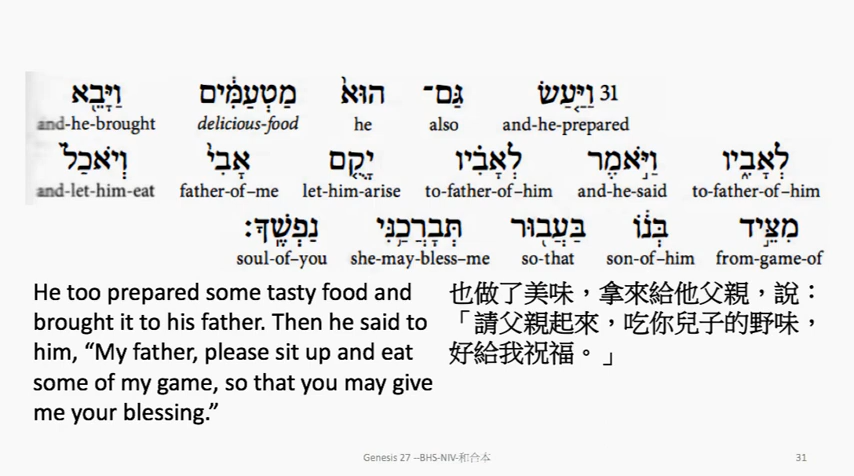 31 וַיַּ֤עַשׂ גַּם־ הוּא֙ מַטְעַמִּ֔ים וַיָּבֵ֖א
and-he-brought delicious-food he also and-he-prepared
לְאָבִ֑יו וַיֹּ֣אמֶר לְאָבִ֗יו יָקֻ֤ם אָבִי֙ וְיֹאכַל֙
and-let-him-eat father-of–me let-him-arise to-father-of–him and-he-said to-father-of–him
מִצֵּ֣יד בְּנ֔וֹ בַּעֲב֖וּר תְּבָרֲכַ֥נִּי נַפְשֶֽׁךָ׃
soul-of–you she-may-bless–me so-that son-of–him from-game-of
He too prepared some tasty food and
brought it to his father. Then he said to
him, “My father, please sit up and eat
some of my game, so that you may give
me your blessing.”
也做了美味，拿來給他父親，說：
「請父親起來，吃你兒子的野味，
好給我祝福。」
Genesis 27 --BHS-NIV-和合本
31